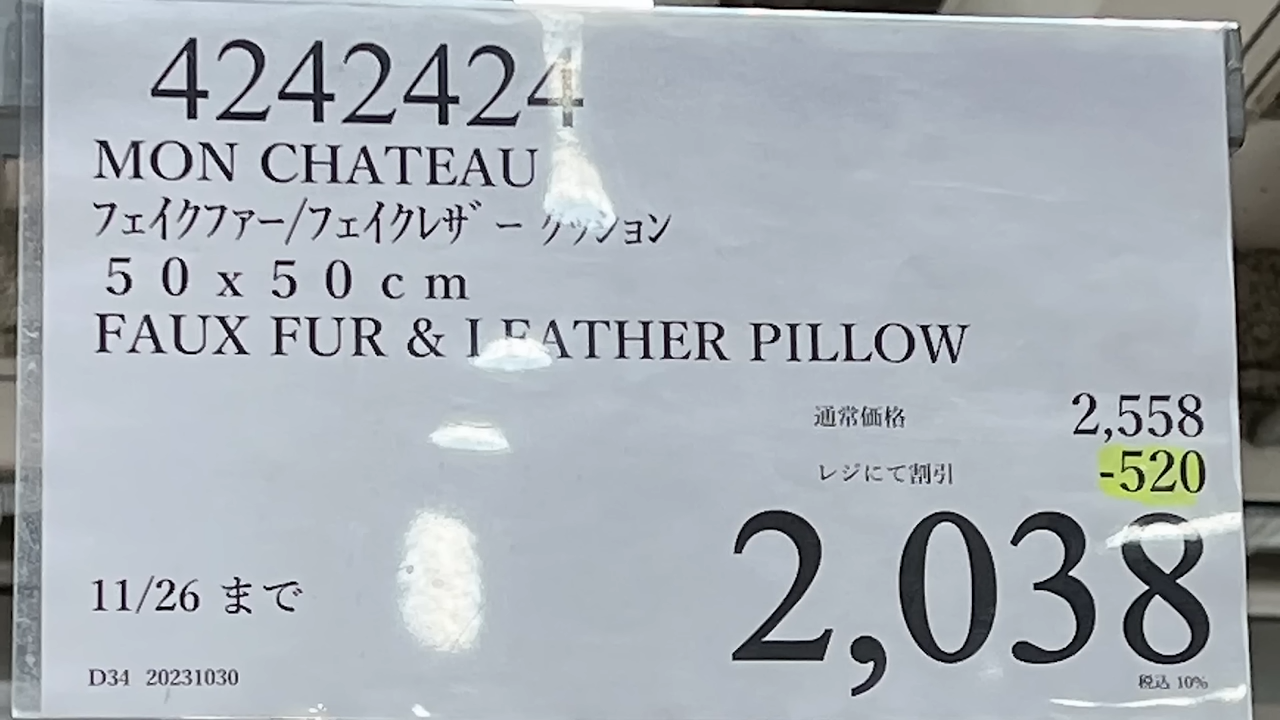 4242424
MON CHATEAU
フェイクファー/フェイクレザー クッション
５０ｘ５０ｃｍ
FAUX FUR & LEATHER PILLOW
通常価格 2,558
レジにて割引 -520
2,038
11/26 まで
税込 10%
D34 20231030